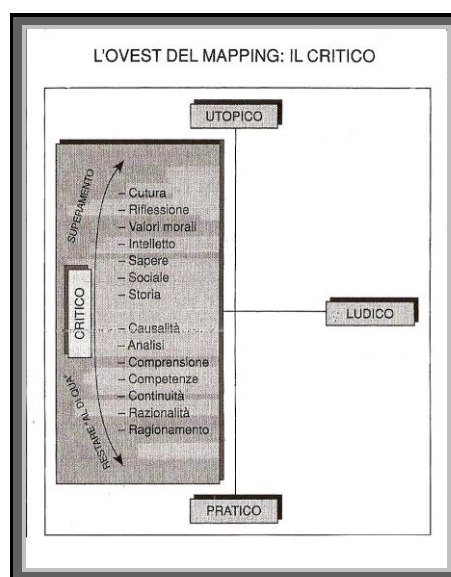 L'OVEST DEL MAPPING: IL CRITICO
UTOPICO
SUPERAMENTO
– Cutura
– Riflessione
– Valori morali
– Intelletto
– Sapere
– Sociale
– Storia
CRITICO
LUDICO
– Causalità
– Analisi
– Comprensione
– Competenze
– Continuità
– Razionalità
– Ragionamento
RESTARE "AL DI QUA"
PRATICO